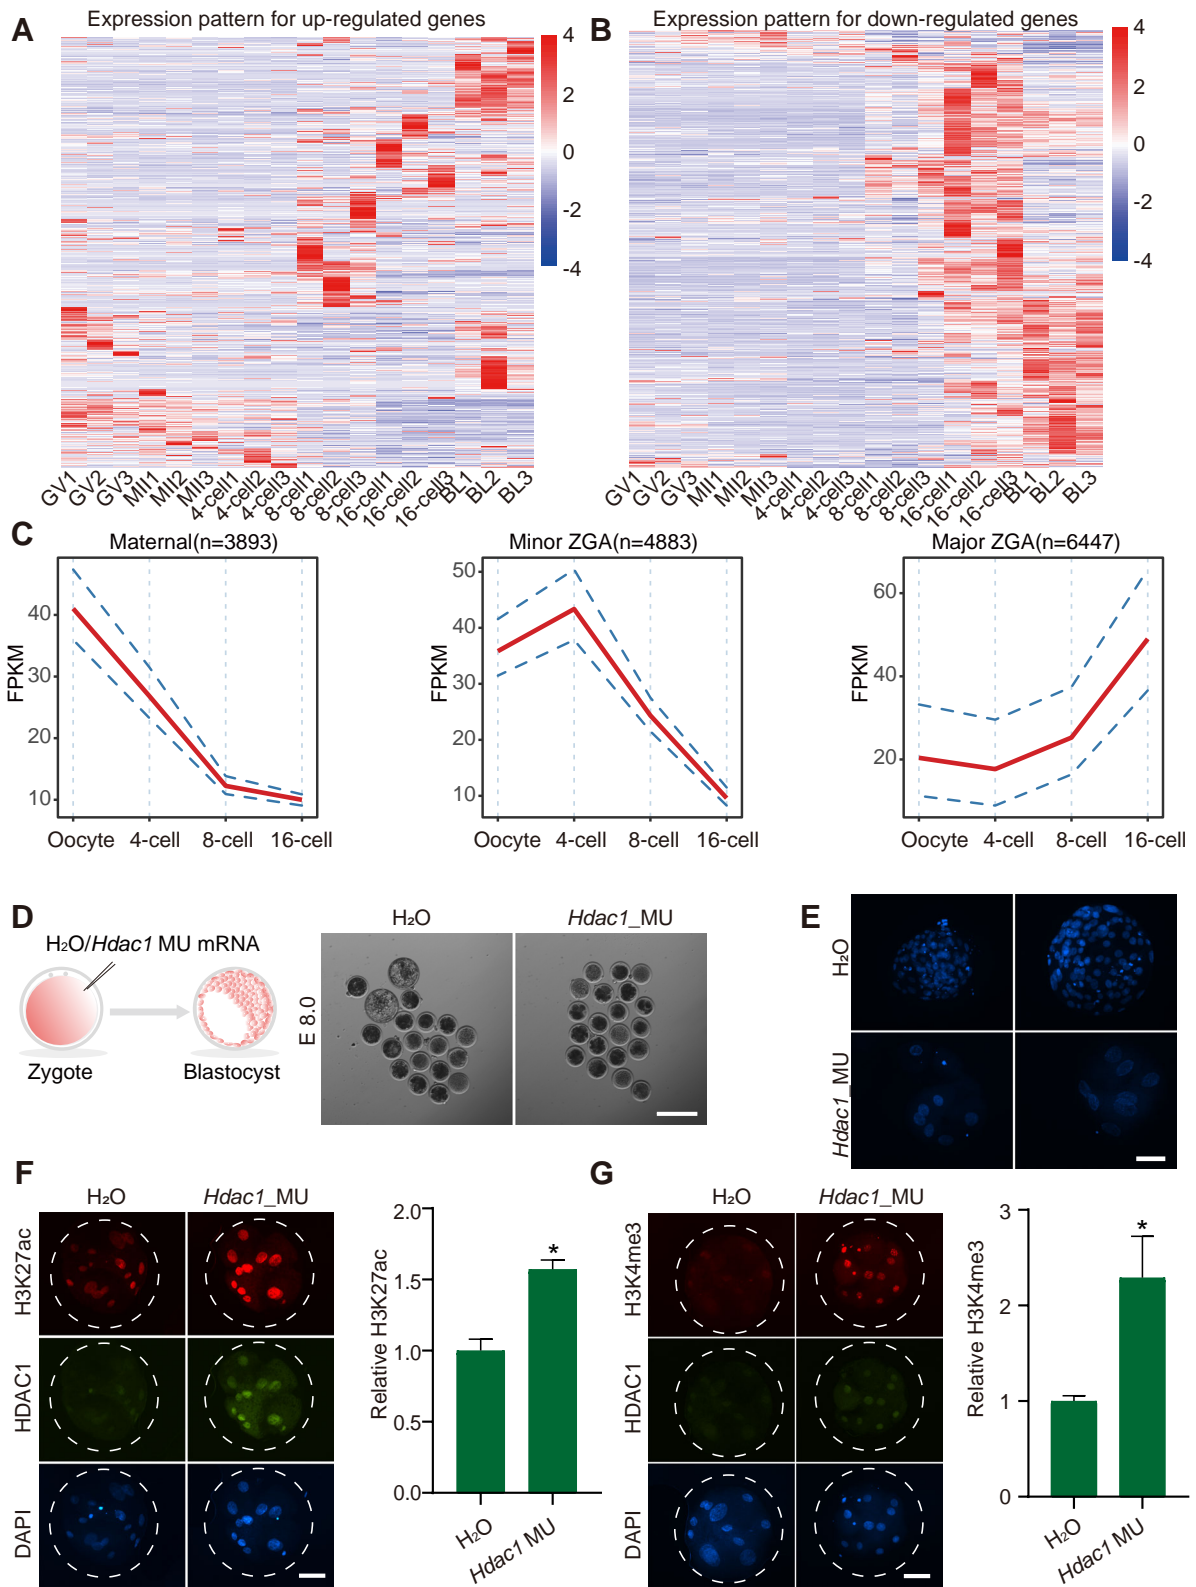 A
Expression pattern for up-regulated genes
4
2
0
-2
-4
GV1
GV2
GV3
MII1
MII2
MII3
4-cell1
4-cell2
4-cell3
8-cell1
8-cell2
8-cell3
16-cell1
16-cell2
16-cell3
BL1
BL2
BL3
B
Expression pattern for down-regulated genes
4
2
0
-2
-4
GV1
GV2
GV3
MII1
MII2
MII3
4-cell1
4-cell2
4-cell3
8-cell1
8-cell2
8-cell3
16-cell1
16-cell2
16-cell3
BL1
BL2
BL3
C
Maternal(n=3893)
FPKM
40
30
20
10
Oocyte 4-cell 8-cell 16-cell
Minor ZGA(n=4883)
FPKM
50
40
30
20
10
Oocyte 4-cell 8-cell 16-cell
Major ZGA(n=6447)
FPKM
60
40
20
Oocyte 4-cell 8-cell 16-cell
D
H₂O/Hdac1 MU mRNA
Zygote
Blastocyst
H₂O
Hdac1_MU
E 8.0
E
H₂O
Hdac1_MU
F
H₂O
Hdac1_MU
H3K27ac
HDAC1
DAPI
Relative H3K27ac
2.0
1.5
1.0
0.5
0.0
*
H₂O
Hdac1 MU
G
H₂O
Hdac1_MU
H3K4me3
HDAC1
DAPI
Relative H3K4me3
3
2
1
0
*
H₂O
Hdac1 MU